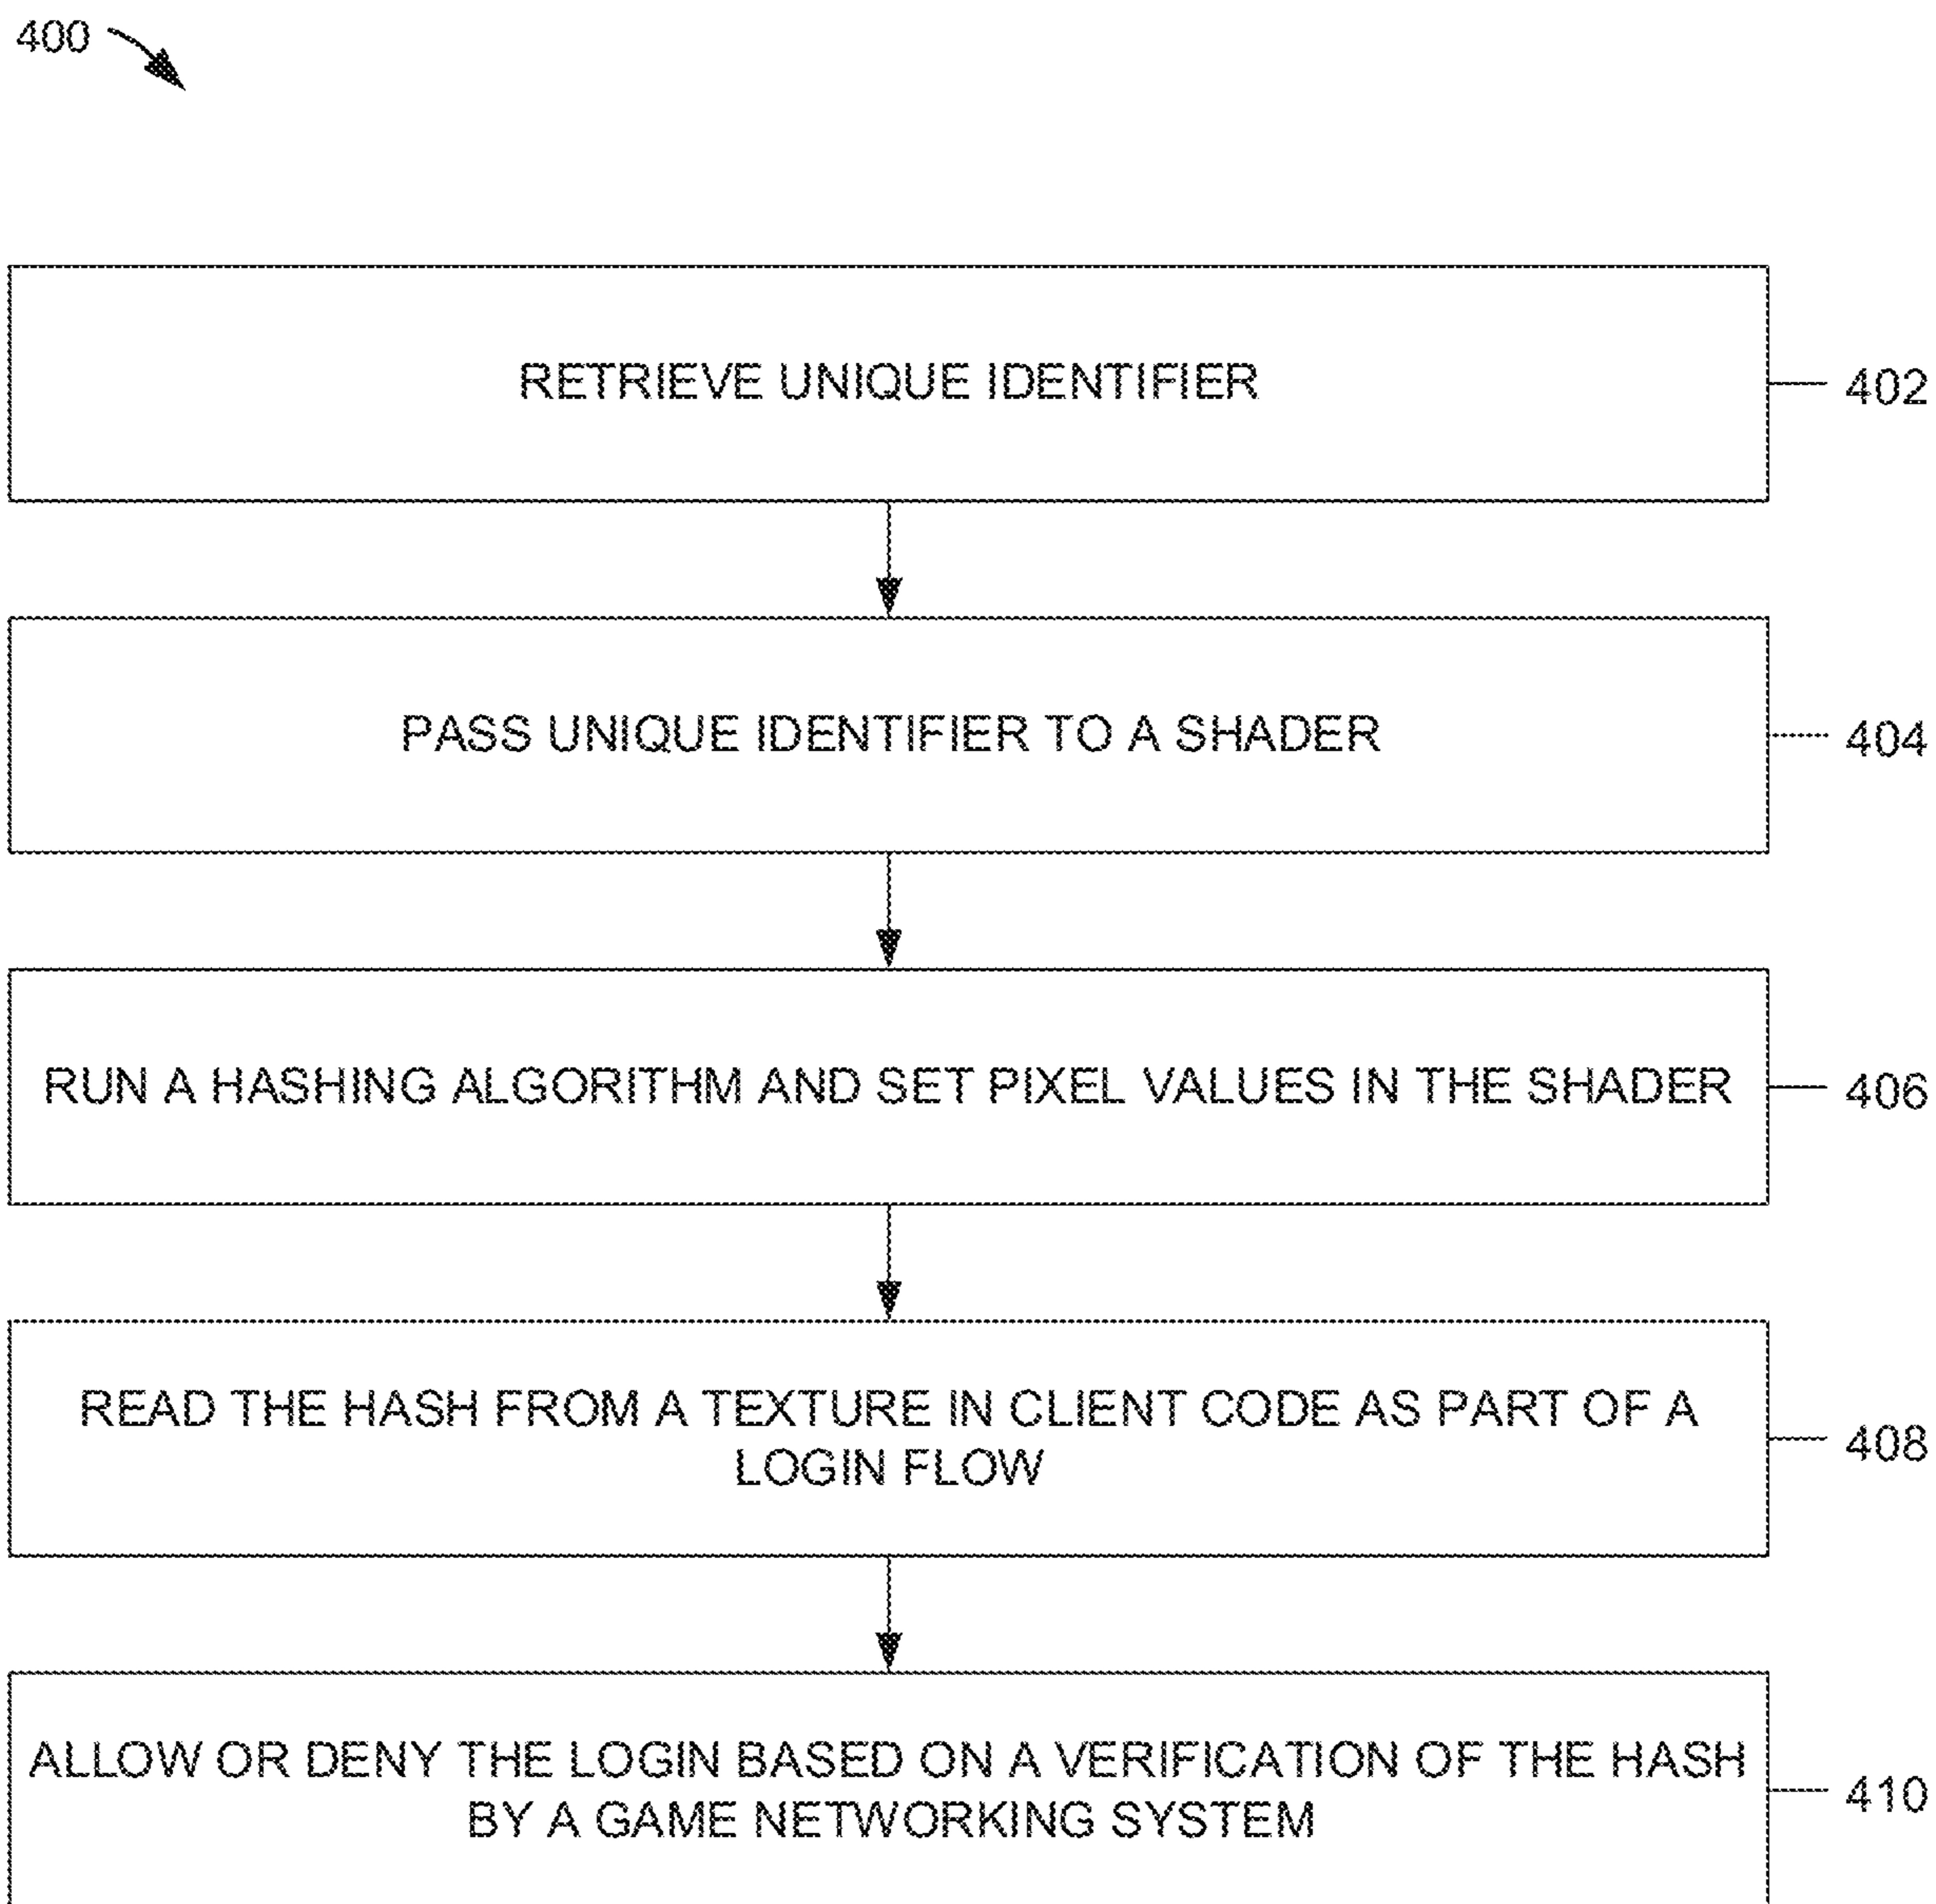 400
RETRIEVE UNIQUE IDENTIFIER
402
PASS UNIQUE IDENTIFIER TO A SHADER
404
RUN A HASHING ALGORITHM AND SET PIXEL VALUES IN THE SHADER
406
READ THE HASH FROM A TEXTURE IN CLIENT CODE AS PART OF A
LOGIN FLOW
408
ALLOW OR DENY THE LOGIN BASED ON A VERIFICATION OF THE HASH
BY A GAME NETWORKING SYSTEM
410